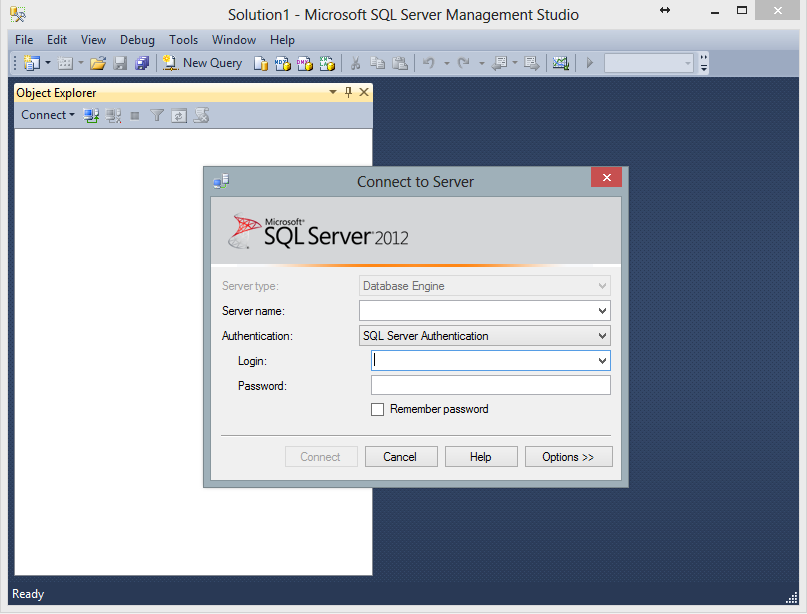 Solution1 - Microsoft SQL Server Management Studio
File Edit View Debug Tools Window Help
New Query
Object Explorer
Connect
Connect to Server
Microsoft®
SQL Server® 2012
Server type: Database Engine
Server name:
Authentication: SQL Server Authentication
Login:
Password:
Remember password
Connect Cancel Help Options >>
Ready